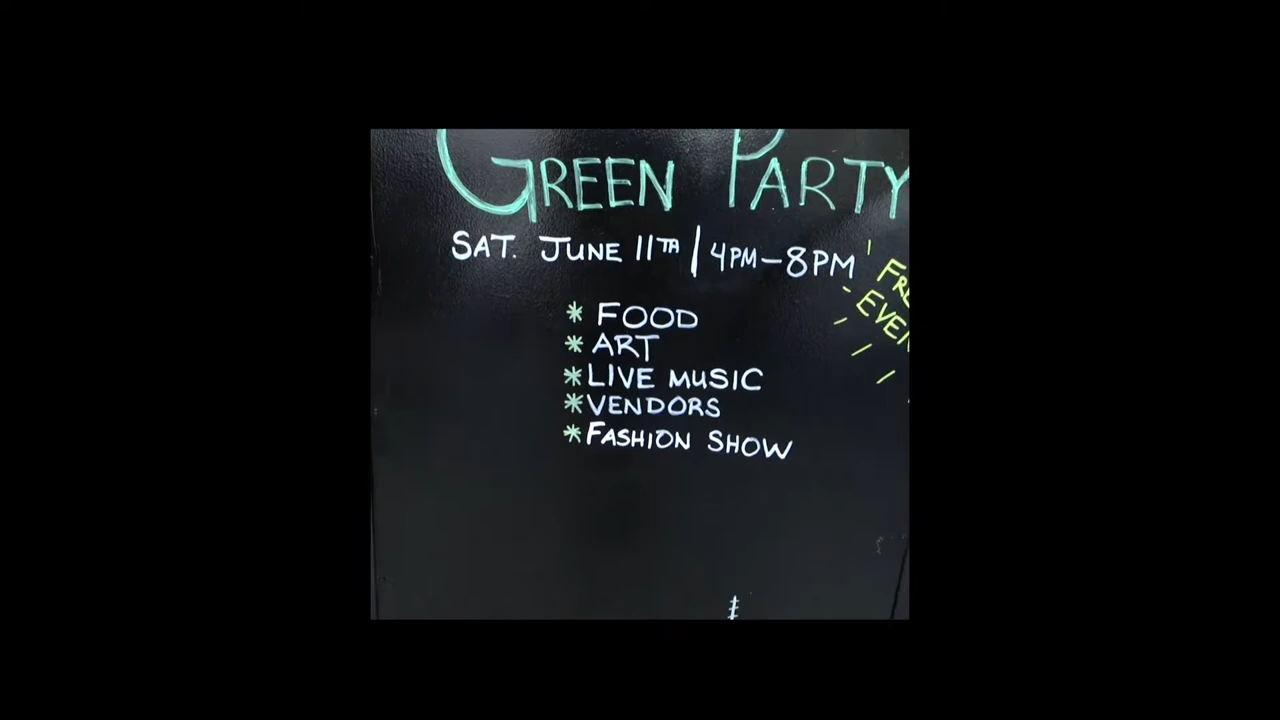 GREEN PARTY
SAT. JUNE 11TH | 4PM-8PM
* FOOD
* ART
* LIVE MUSIC
* VENDORS
* FASHION SHOW